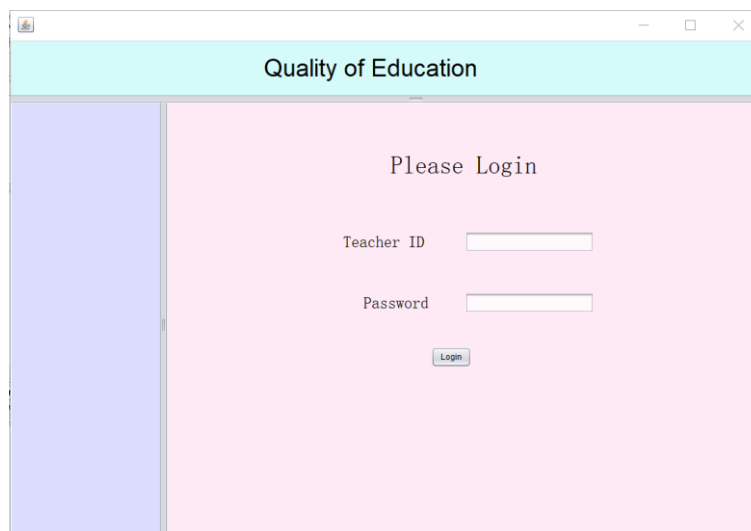 Quality of Education
Please Login
Teacher ID
Password
Login